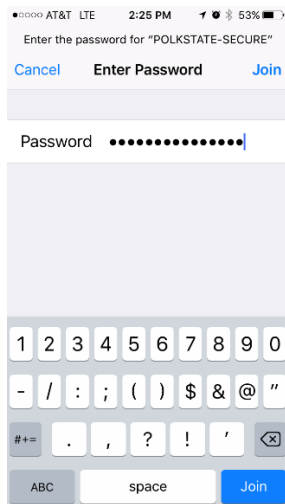 ●○○○○ AT&T LTE 2:25 PM 53%
Enter the password for “POLKSTATE-SECURE”
Cancel Enter Password Join
Password ●●●●●●●●●●●●●●●
1 2 3 4 5 6 7 8 9 0
- / : ; ( ) $ & @ "
#+= . , ? ! '
ABC space Join